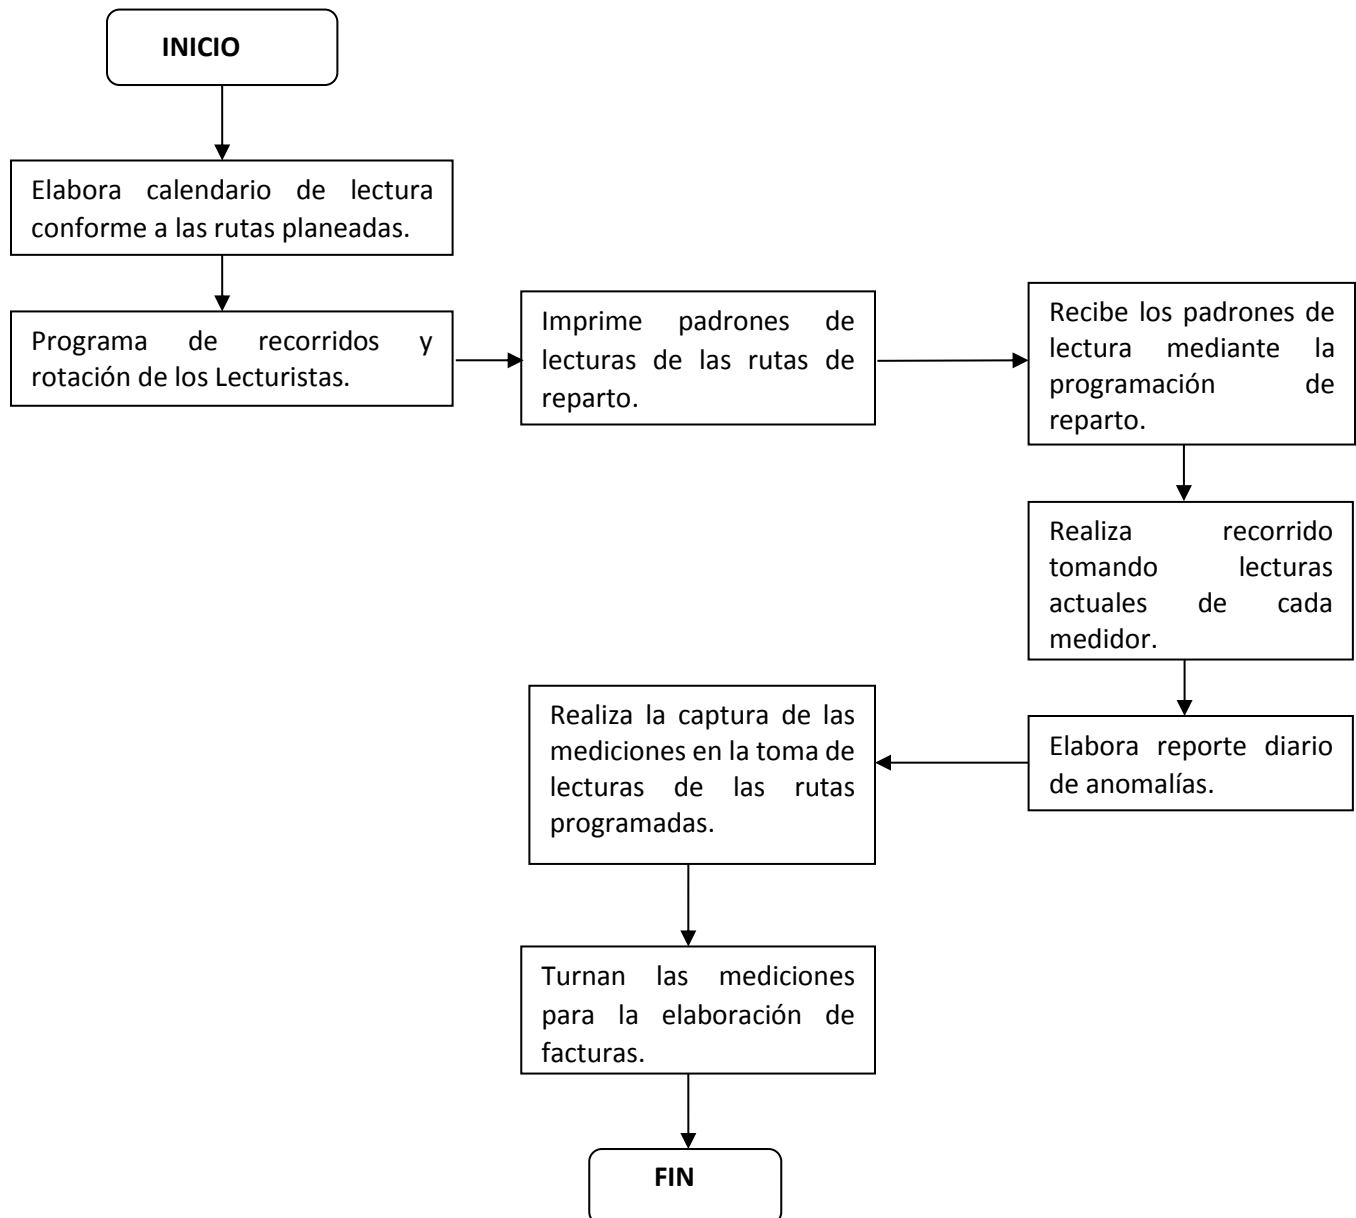 INICIO
Elabora calendario de lectura
conforme a las rutas planeadas.
Programa de recorridos y
rotación de los Lecturistas.
Imprime padrones de
lecturas de las rutas de
reparto.
Recibe los padrones de
lectura mediante la
programación de
reparto.
Realiza recorrido
tomando lecturas
actuales de cada
medidor.
Elabora reporte diario
de anomalías.
Realiza la captura de las
mediciones en la toma de
lecturas de las rutas
programadas.
Turnan las mediciones
para la elaboración de
facturas.
FIN